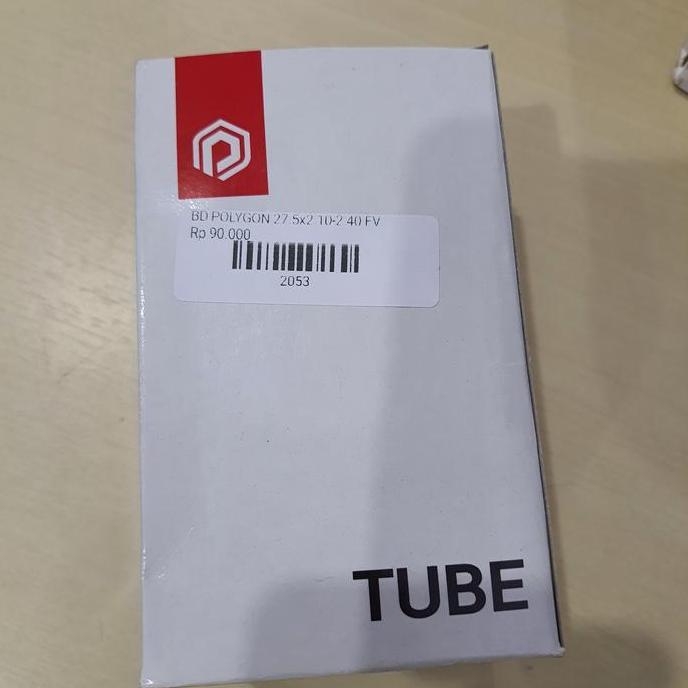 BD POLYGON 27.5x2.10-2.40 FV
Rp 90.000
2053
TUBE